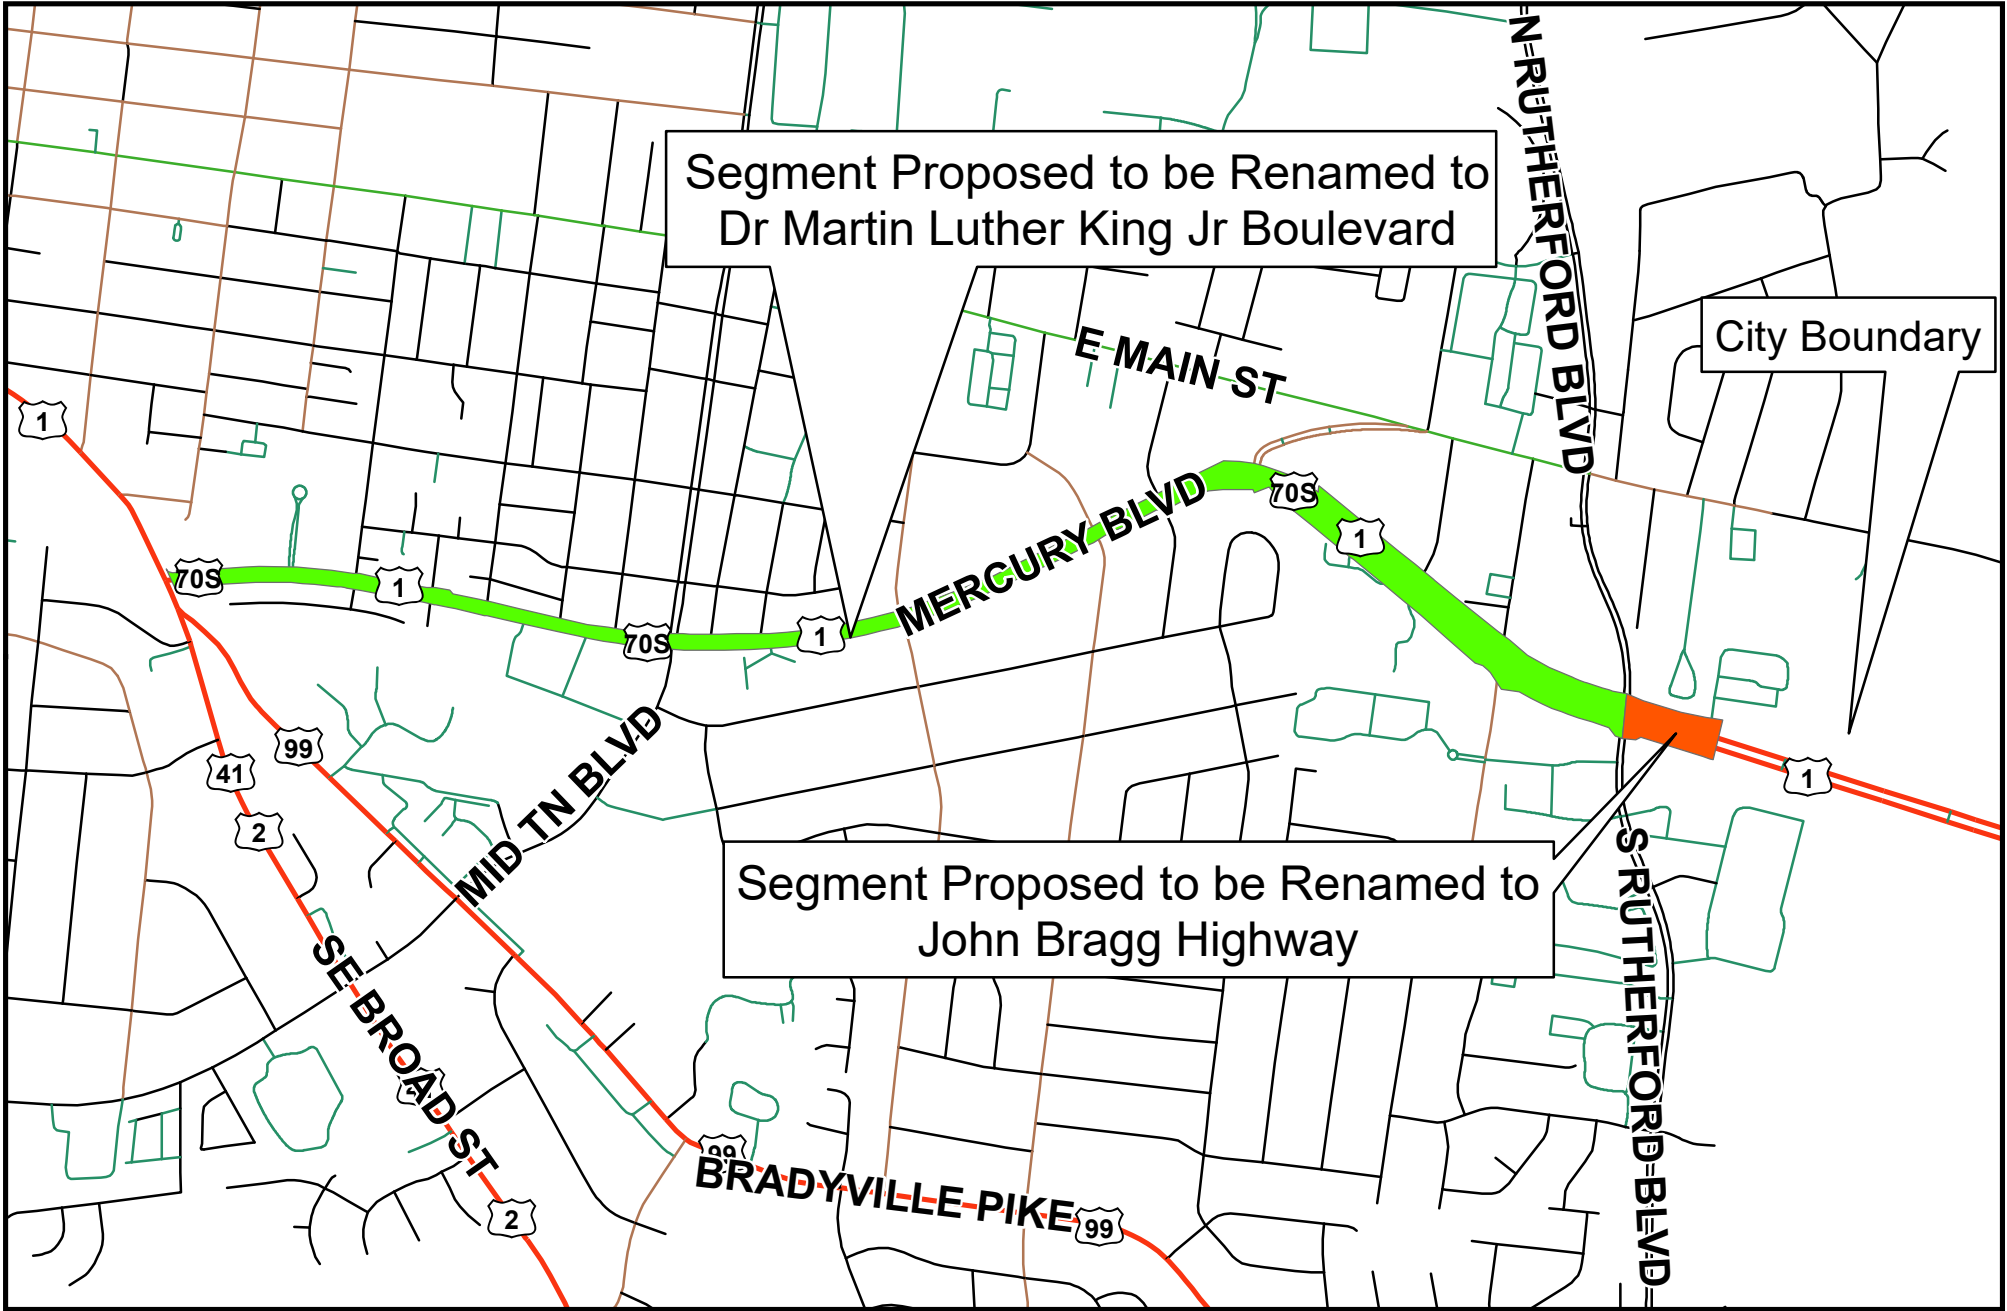 N RUTHERFORD BLVD
Segment Proposed to be Renamed to
Dr Martin Luther King Jr Boulevard
City Boundary
E MAIN ST
1
70S
1
MERCURY BLVD
70S
1
70S
1
1
99
41
2
MID TN BLVD
Segment Proposed to be Renamed to
John Bragg Highway
S RUTHERFORD BLVD
SE BROAD ST
99
BRADYVILLE PIKE
99
2